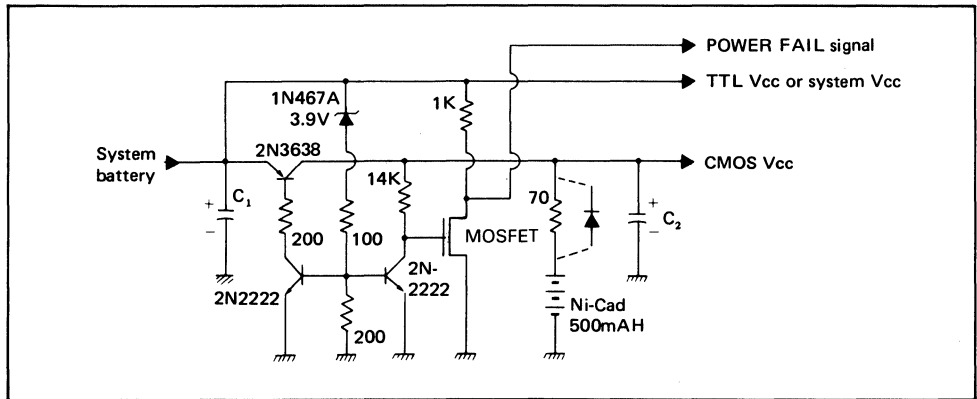 POWER FAIL signal
TTL Vcc or system Vcc
1N467A
3.9V
1K
System
battery
2N3638
CMOS Vcc
14K
70
+
C1
-
200
100
MOSFET
+
C2
-
2N2222
2N-
2222
200
Ni-Cad
500mAH